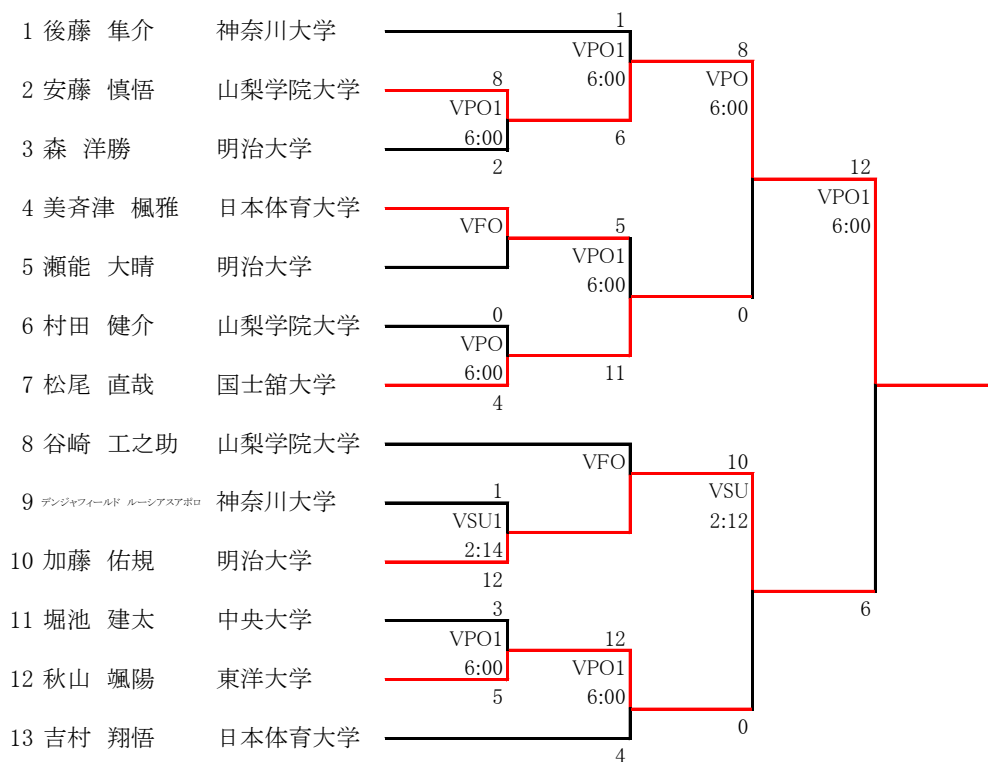 1 後藤 隼介 神奈川大学
2 安藤 慎悟 山梨学院大学
3 森 洋勝 明治大学
4 美斉津 楓雅 日本体育大学
5 瀬能 大晴 明治大学
6 村田 健介 山梨学院大学
7 松尾 直哉 国士舘大学
8 谷崎 工之助 山梨学院大学
9 デンジャフィールド ルーシアスアポロ 神奈川大学
10 加藤 佑規 明治大学
11 堀池 建太 中央大学
12 秋山 颯陽 東洋大学
13 吉村 翔悟 日本体育大学
8
VPO1
6:00
2
VFO
0
VPO
6:00
4
1
VSU1
2:14
12
3
VPO1
6:00
5
1
VPO1
6:00
6
5
VPO1
6:00
11
VFO
12
VPO1
6:00
4
8
VPO
6:00
0
10
VSU
2:12
0
12
VPO1
6:00
6